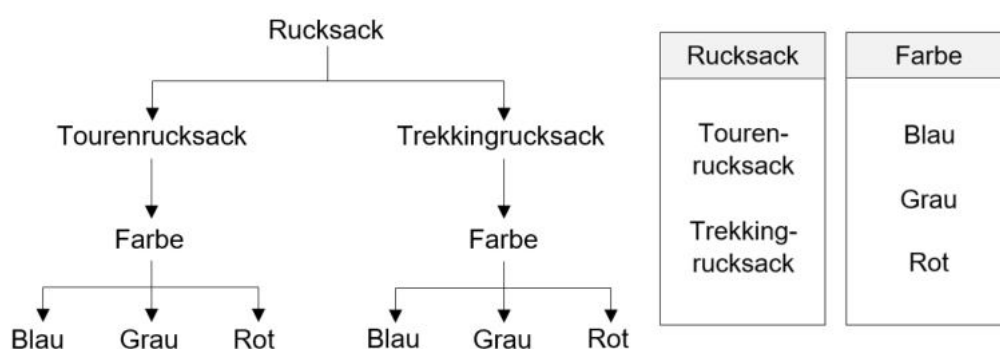 Rucksack
Tourenrucksack
Trekkingrucksack
Farbe
Farbe
Blau
Grau
Rot
Blau
Grau
Rot
Rucksack
Touren-
rucksack
Trekking-
rucksack
Farbe
Blau
Grau
Rot